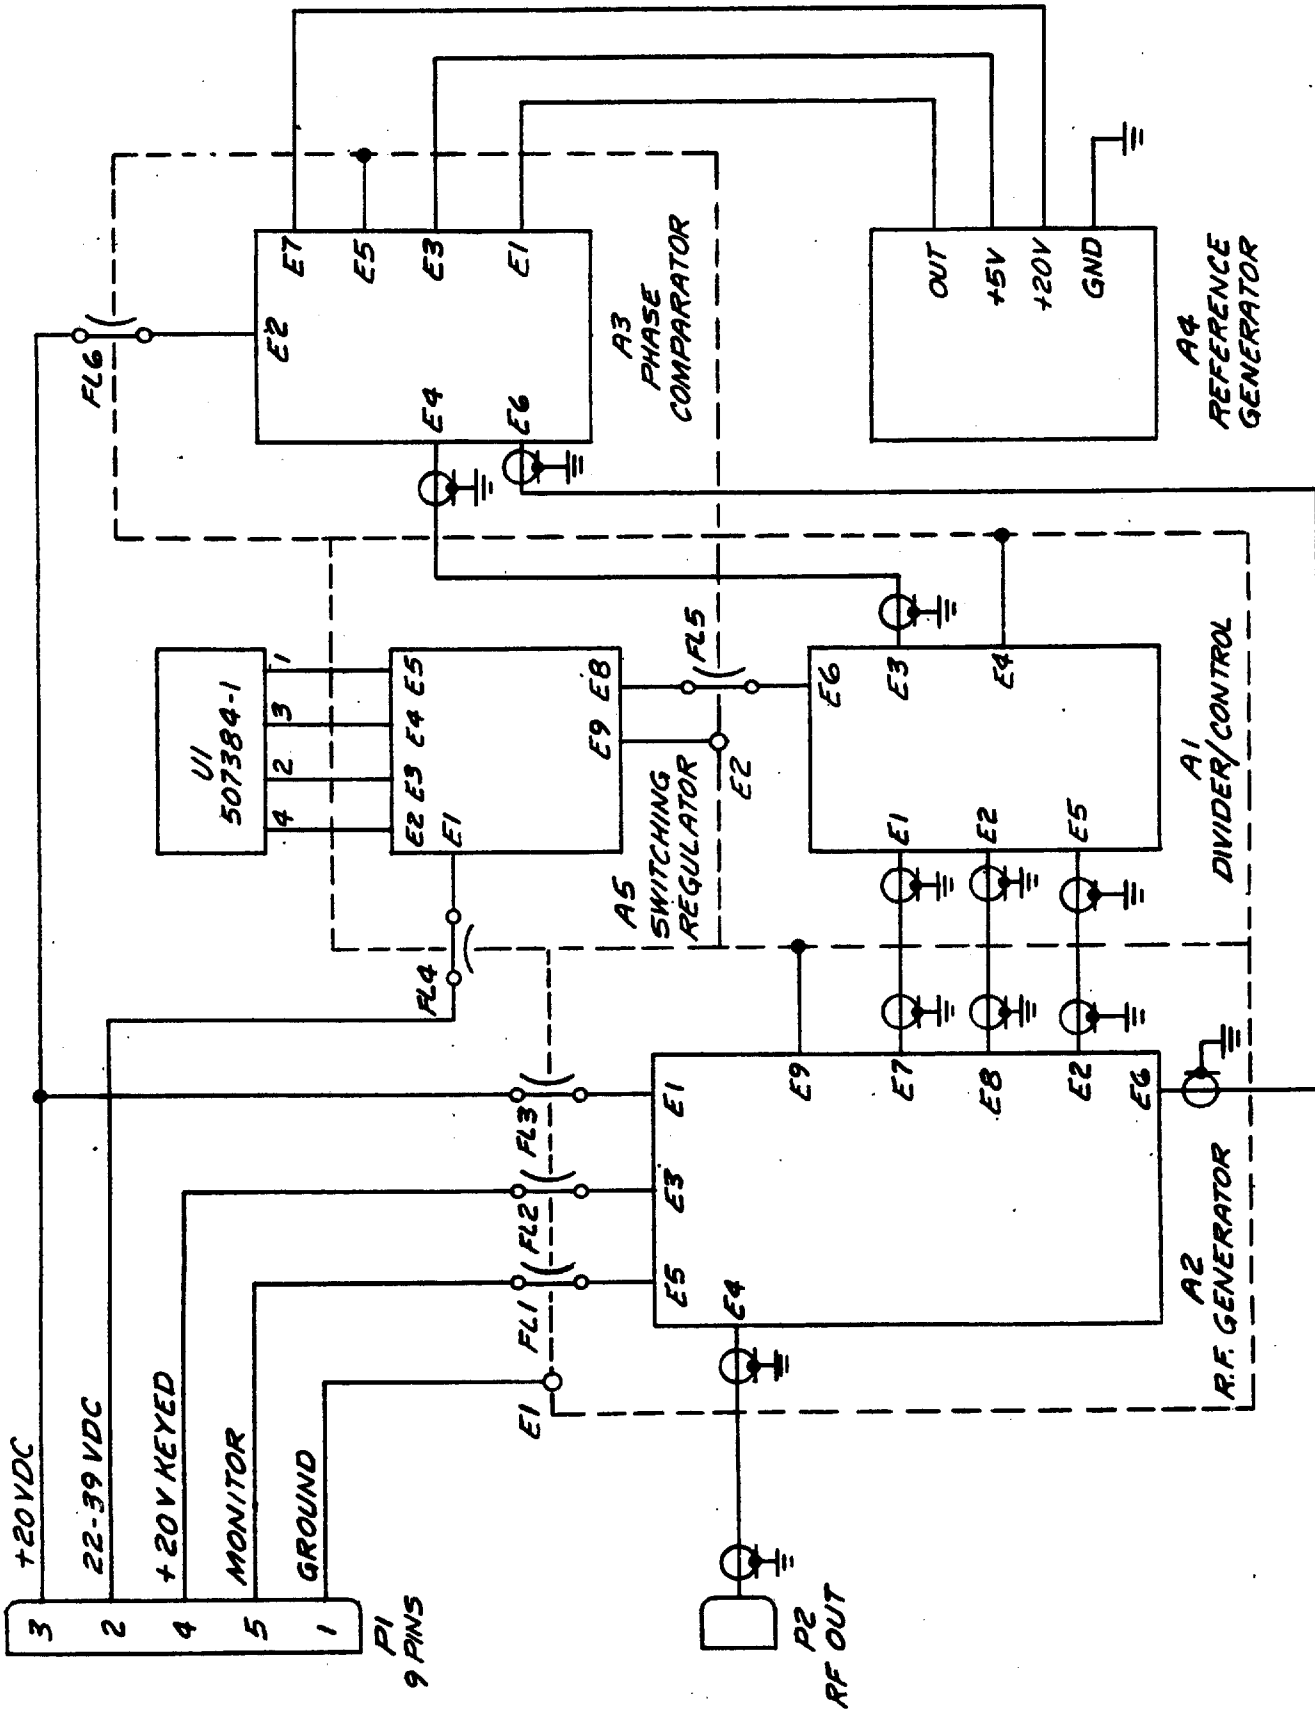 +20VDC
22-39 VDC
+20V KEYED
MONITOR
GROUND
3
2
4
5
1
P1
9 PINS
P2
RF OUT
E1
FL1
FL2
FL3
FL4
FL6
E5
E3
E1
E4
E9
E7
E8
E2
E6
A2
R.F. GENERATOR
U1
507384-1
4
2
3
1
E2
E3
E4
E5
E1
E9
E8
A5
SWITCHING
REGULATOR
E2
FL5
E6
E3
E4
E1
E2
E5
A1
DIVIDER/CONTROL
E2
E7
E5
E3
E1
E4
E6
A3
PHASE
COMPARATOR
OUT
+5V
+20V
GND
A4
REFERENCE
GENERATOR